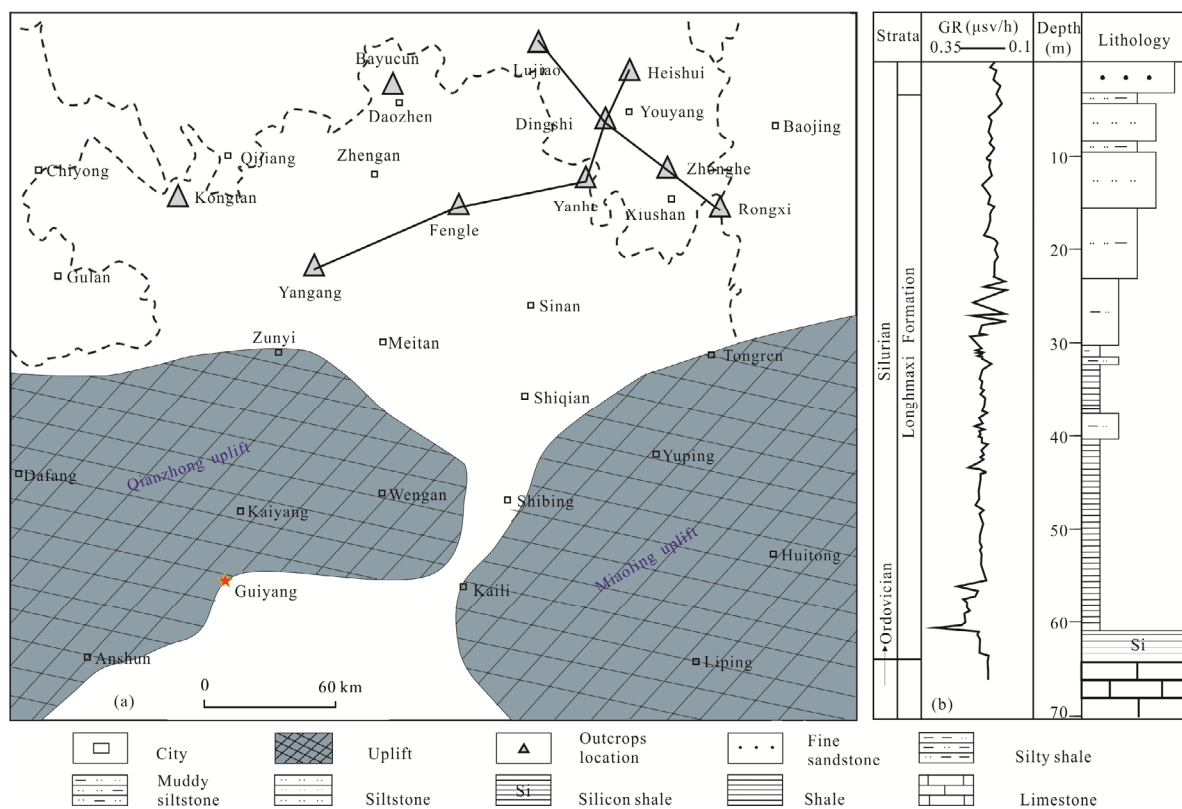 Lujiao
Bayucun
Heishui
Daozhen
Dingshi
Youyang
Baojing
Qijiang
Zhengan
Chiyong
Zhonghe
Kongtan
Yanhe
Xiushan
Rongxi
Fengle
Gulan
Yangang
Sinan
Zunyi
Meitan
Tongren
Shiqian
Qianzhong uplift
Yuping
Dafang
Wengan
Shibing
Kaiyang
Miaoling uplift
Huitong
Guiyang
Kaili
Anshun
Liping
(a)
0 60 km
Strata
GR (μsv/h)
0.35 0.1
Depth
(m)
Lithology
Silurian
Longhmaxi Formation
Ordovician
10
20
30
40
50
60
70
Si
(b)
City
Uplift
Outcrops
location
Fine
sandstone
Silty shale
Muddy
siltstone
Siltstone
Si
Silicon shale
Shale
Limestone